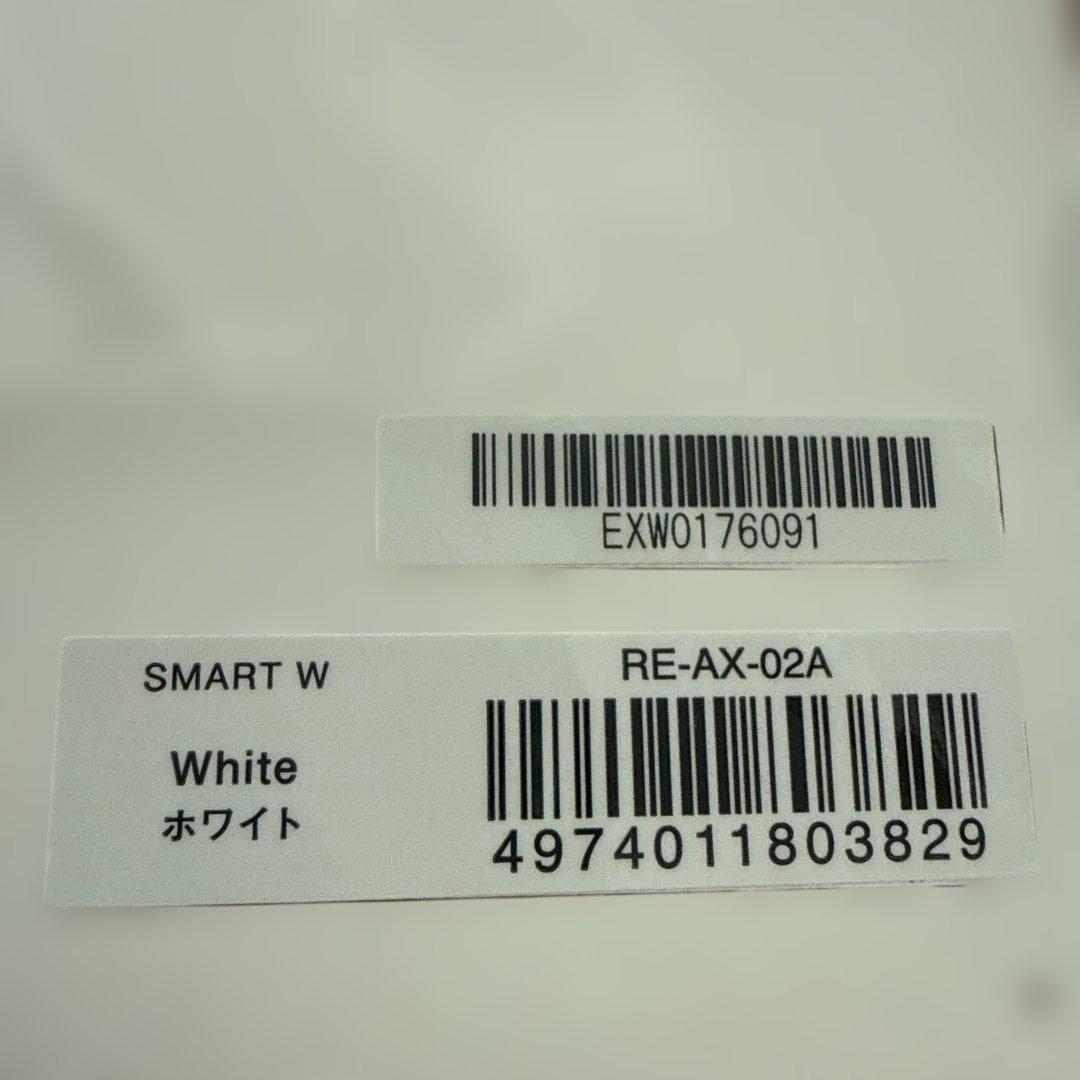 EXW0176091
SMART W
RE-AX-02A
White
ホワイト
4974011803829